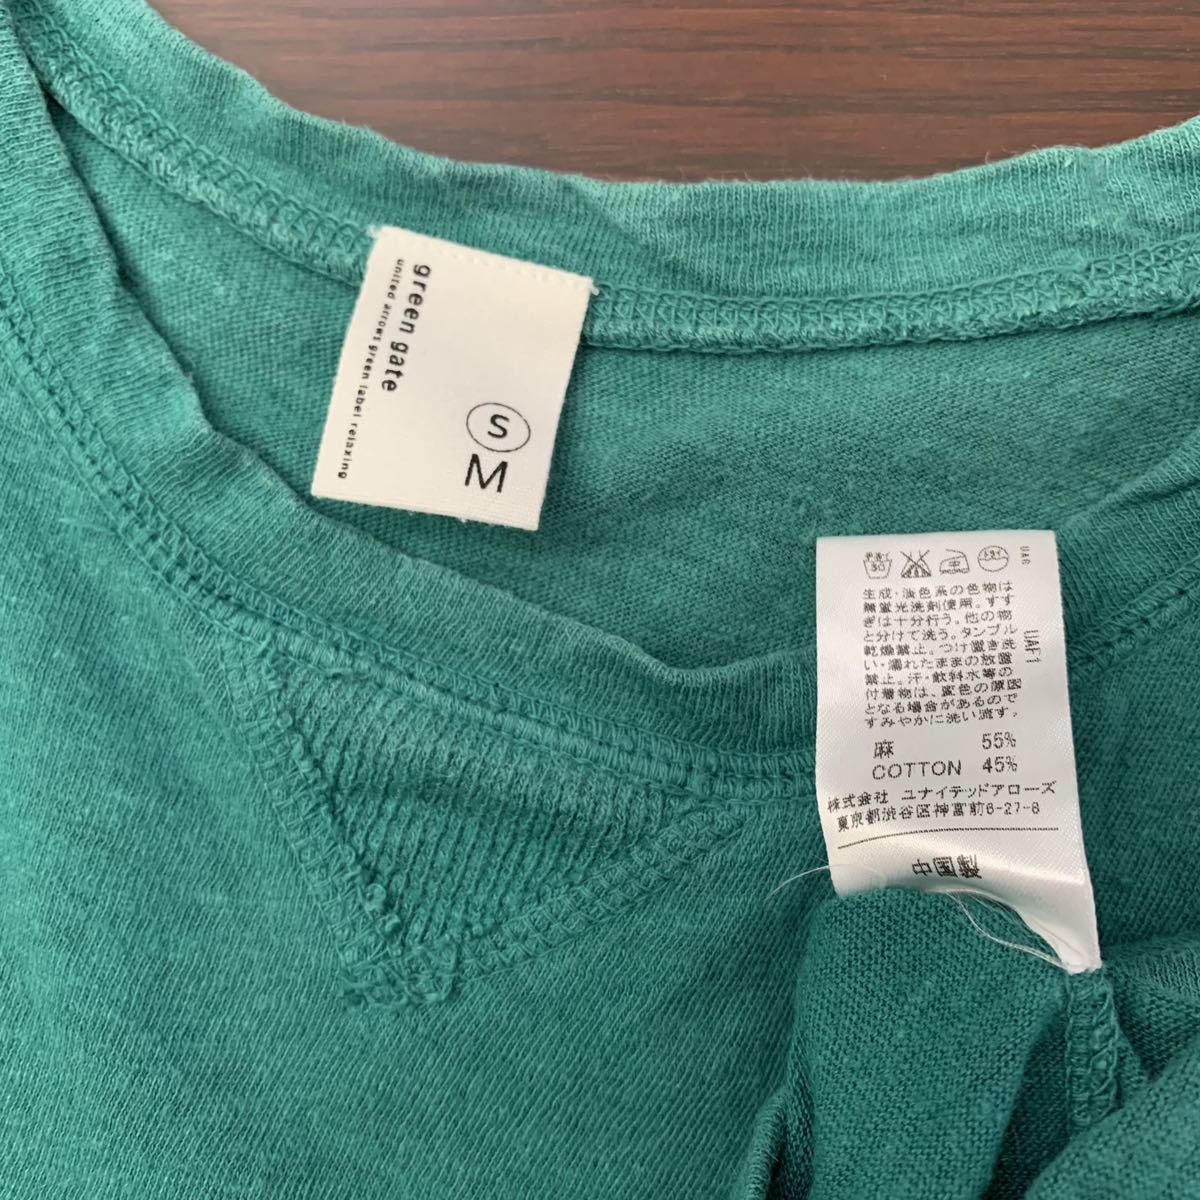 green gate
united arrows green label relaxing
S
M
30 中
UAG
UAF1
生成・淡色系の色物は
無蛍光洗剤使用。すす
ぎは十分行う。他の物
と分けて洗う。タンブル
乾燥禁止。つけ置き洗
い・濡れたままの放置
禁止。汗・飲料水等の
付着物は、変色の原因
となる場合があるので
すみやかに洗い流す。
麻 55%
COTTON 45%
株式会社 ユナイテッドアローズ
東京都渋谷区神宮前6-27-8
中国製